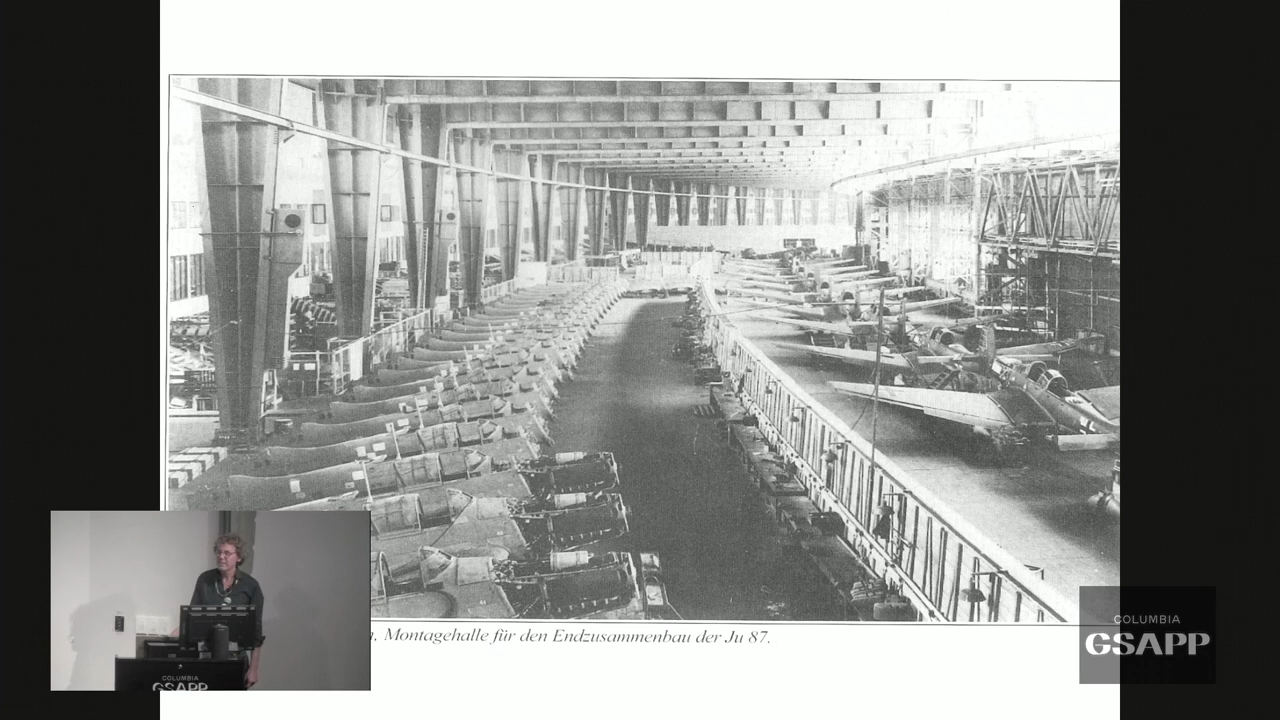 n, Montagehalle für den Endzusammenbau der Ju 87.
COLUMBIA
GSAPP
COLUMBIA
GSAPP